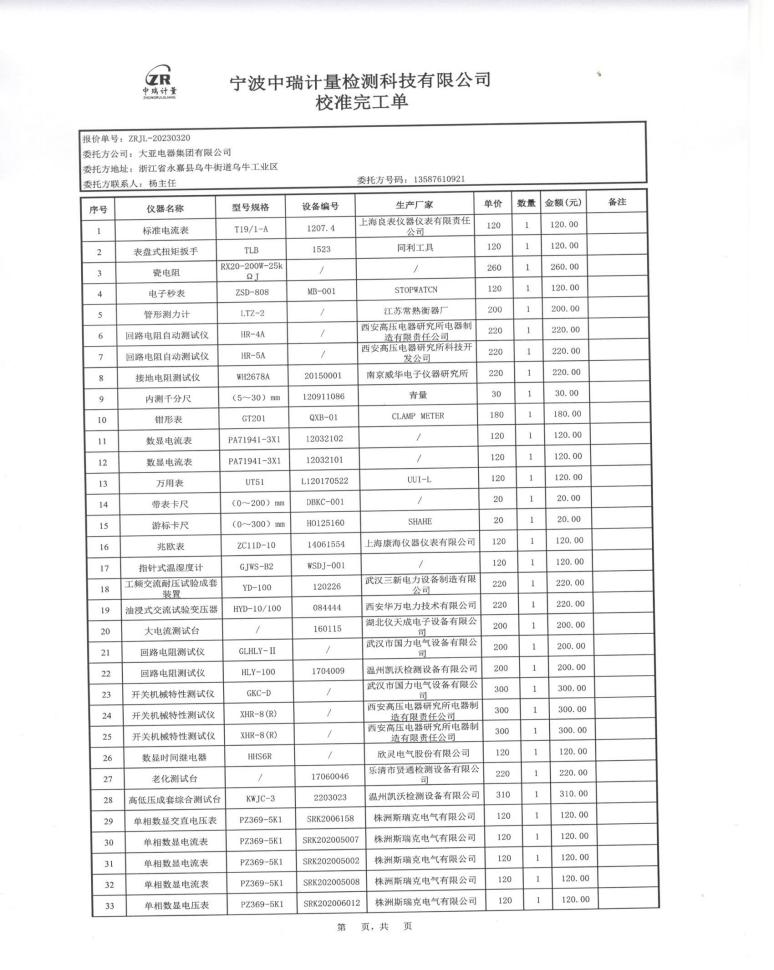 ZR
中瑞计量
ZHONGRUIJILIANG
宁波中瑞计量检测科技有限公司
校准完工单
报价单号：ZRJL-20230320
委托方公司：大亚电器集团有限公司
委托方地址：浙江省永嘉县乌牛街道乌牛工业区
委托方联系人：杨主任 委托方号码：13587610921
序号 仪器名称 型号规格 设备编号 生产厂家 单价 数量 金额(元) 备注
1 标准电流表 T19/1-A 1207.4 上海良表仪器仪表有限责任公司 120 1 120.00
2 表盘式扭矩扳手 TLB 1523 同利工具 120 1 120.00
3 瓷电阻 RX20-200W-25kΩJ / / 260 1 260.00
4 电子秒表 ZSD-808 MB-001 STOPWATCN 120 1 120.00
5 管形测力计 LTZ-2 / 江苏常熟衡器厂 200 1 200.00
6 回路电阻自动测试仪 HR-4A / 西安高压电器研究所电器制造有限责任公司 220 1 220.00
7 回路电阻自动测试仪 HR-5A / 西安高压电器研究所科技开发公司 220 1 220.00
8 接地电阻测试仪 WH2678A 20150001 南京威华电子仪器研究所 220 1 220.00
9 内测千分尺 （5～30）mm 120911086 青量 30 1 30.00
10 钳形表 GT201 QXB-01 CLAMP METER 180 1 180.00
11 数显电流表 PA71941-3X1 12032102 / 120 1 120.00
12 数显电流表 PA71941-3X1 12032101 / 120 1 120.00
13 万用表 UT51 L120170522 UUI-L 120 1 120.00
14 带表卡尺 （0～200）mm DBKC-001 / 20 1 20.00
15 游标卡尺 （0～300）mm H0125160 SHAHE 20 1 20.00
16 兆欧表 ZC11D-10 14061554 上海康海仪器仪表有限公司 120 1 120.00
17 指针式温湿度计 GJWS-B2 WSDJ-001 / 120 1 120.00
18 工频交流耐压试验成套装置 YD-100 120226 武汉三新电力设备制造有限公司 220 1 220.00
19 油浸式交流试验变压器 HYD-10/100 084444 西安华万电力技术有限公司 220 1 220.00
20 大电流测试台 / 160115 湖北仪天成电子设备有限公司 200 1 200.00
21 回路电阻测试仪 GLHLY-Ⅱ / 武汉市国力电气设备有限公司 200 1 200.00
22 回路电阻测试仪 HLY-100 1704009 温州凯沃检测设备有限公司 200 1 200.00
23 开关机械特性测试仪 GKC-D / 武汉市国力电气设备有限公司 300 1 300.00
24 开关机械特性测试仪 XHR-8(R) / 西安高压电器研究所电器制造有限责任公司 300 1 300.00
25 开关机械特性测试仪 XHR-8(R) / 西安高压电器研究所电器制造有限责任公司 300 1 300.00
26 数显时间继电器 HHS6R / 欣灵电气股份有限公司 120 1 120.00
27 老化测试台 / 17060046 乐清市贤通检测设备有限公司 220 1 220.00
28 高低压成套综合测试台 KWJC-3 2203023 温州凯沃检测设备有限公司 310 1 310.00
29 单相数显交直电压表 PZ369-5K1 SRK2006158 株洲斯瑞克电气有限公司 120 1 120.00
30 单相数显电流表 PZ369-5K1 SRK202005007 株洲斯瑞克电气有限公司 120 1 120.00
31 单相数显电流表 PZ369-5K1 SRK202005002 株洲斯瑞克电气有限公司 120 1 120.00
32 单相数显电流表 PZ369-5K1 SRK202005008 株洲斯瑞克电气有限公司 120 1 120.00
33 单相数显电压表 PZ369-5K1 SRK202006012 株洲斯瑞克电气有限公司 120 1 120.00
第 页，共 页